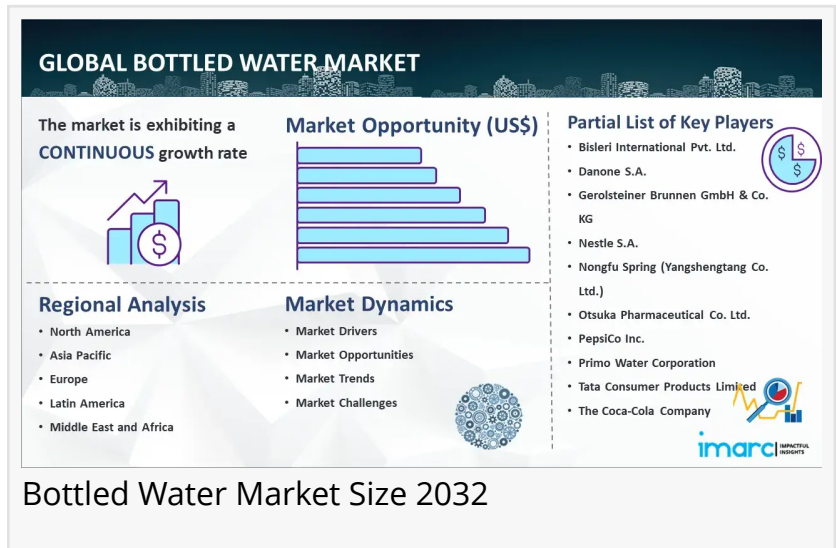 GLOBAL BOTTLED WATER MARKET
The market is exhibiting a
CONTINUOUS growth rate
$
Market Opportunity (US$)
Partial List of Key Players
• Bisleri International Pvt. Ltd.
• Danone S.A.
• Gerolsteiner Brunnen GmbH & Co.
KG
• Nestle S.A.
• Nongfu Spring (Yangshengtang Co.
Ltd.)
• Otsuka Pharmaceutical Co. Ltd.
• PepsiCo Inc.
• Primo Water Corporation
• Tata Consumer Products Limited
• The Coca-Cola Company
$ $
$
Regional Analysis
• North America
• Asia Pacific
• Europe
• Latin America
• Middle East and Africa
Market Dynamics
• Market Drivers
• Market Opportunities
• Market Trends
• Market Challenges
imarc
IMPACTFUL
INSIGHTS
Bottled Water Market Size 2032